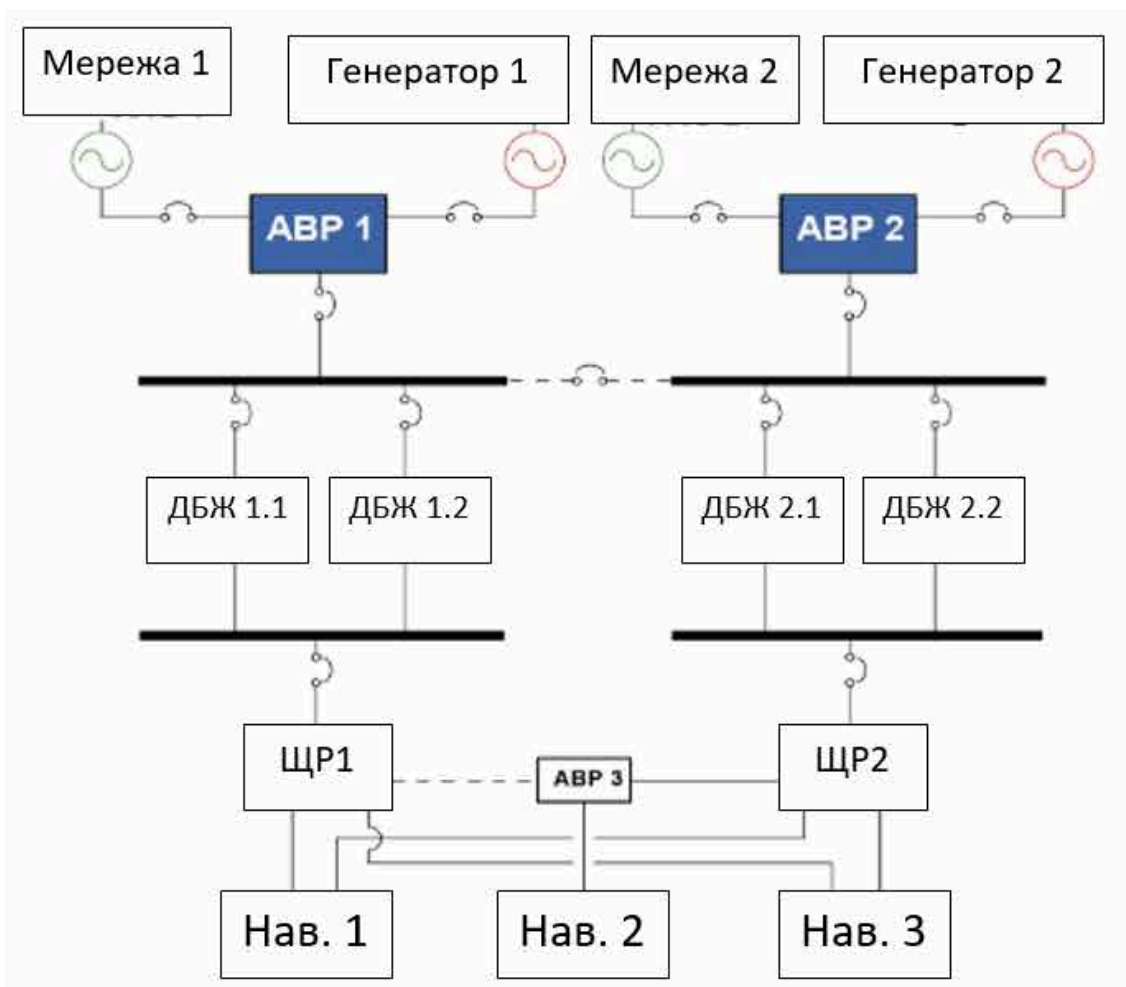 Мережа 1
Генератор 1
Мережа 2
Генератор 2
АВР 1
АВР 2
ДБЖ 1.1
ДБЖ 1.2
ДБЖ 2.1
ДБЖ 2.2
ЩР1
АВР 3
ЩР2
Нав. 1
Нав. 2
Нав. 3